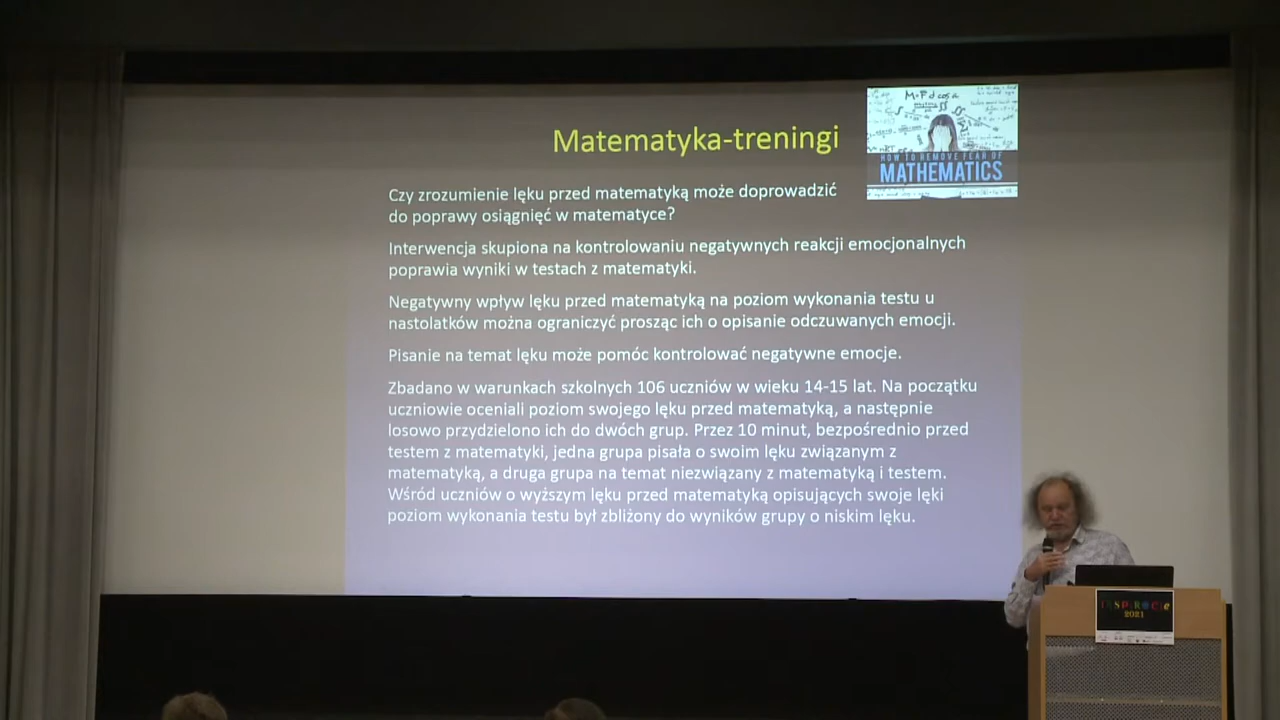 Matematyka-treningi
M=F d cos a
HOW TO REMOVE FEAR OF
MATHEMATICS
Czy zrozumienie lęku przed matematyką może doprowadzić
do poprawy osiągnięć w matematyce?
Interwencja skupiona na kontrolowaniu negatywnych reakcji emocjonalnych
poprawia wyniki w testach z matematyki.
Negatywny wpływ lęku przed matematyką na poziom wykonania testu u
nastolatków można ograniczyć prosząc ich o opisanie odczuwanych emocji.
Pisanie na temat lęku może pomóc kontrolować negatywne emocje.
Zbadano w warunkach szkolnych 106 uczniów w wieku 14-15 lat. Na początku
uczniowie oceniali poziom swojego lęku przed matematyką, a następnie
losowo przydzielono ich do dwóch grup. Przez 10 minut, bezpośrednio przed
testem z matematyki, jedna grupa pisała o swoim lęku związanym z
matematyką, a druga grupa na temat niezwiązany z matematyką i testem.
Wśród uczniów o wyższym lęku przed matematyką opisujących swoje lęki
poziom wykonania testu był zbliżony do wyników grupy o niskim lęku.
INSPIRACJE
2021